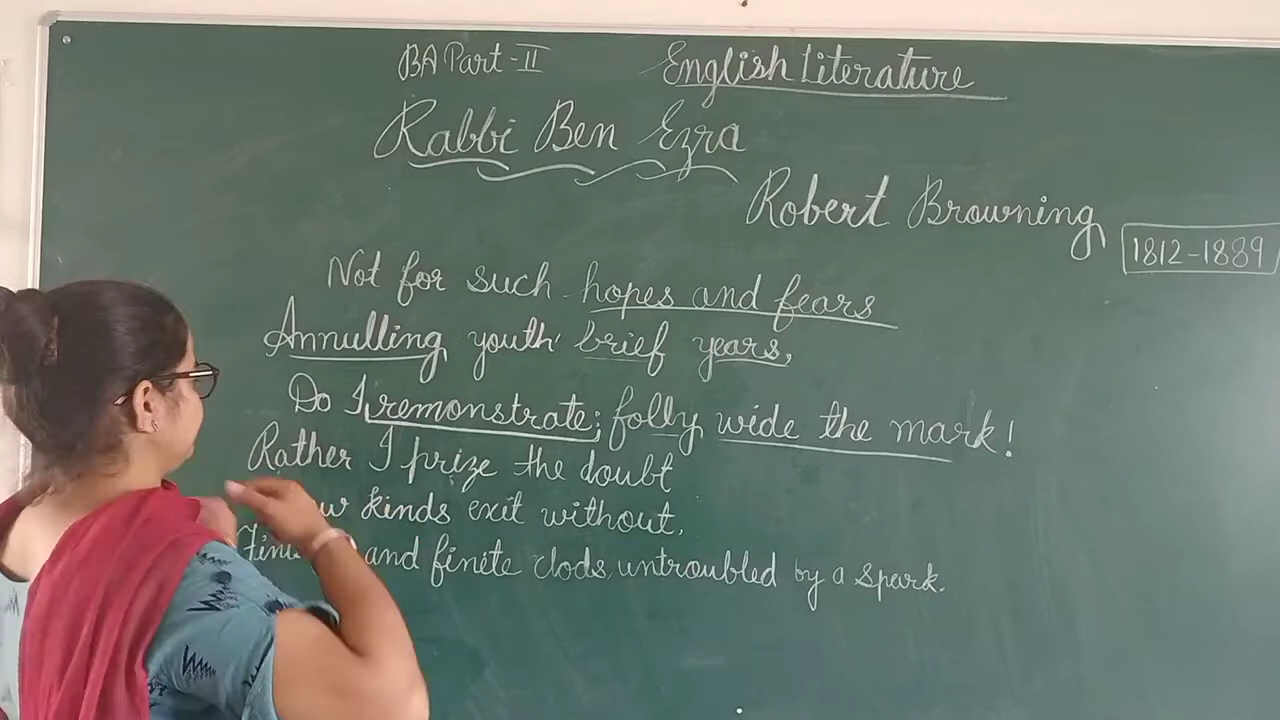 BA Part-II
English Literature
Rabbi Ben Ezra
Robert Browning
1812-1889
Not for such hopes and fears
Annulling youth' brief years,
Do I remonstrate; folly wide the mark!
Rather I prize the doubt
kinds exit without,
and finite clods, untroubled by a spark.